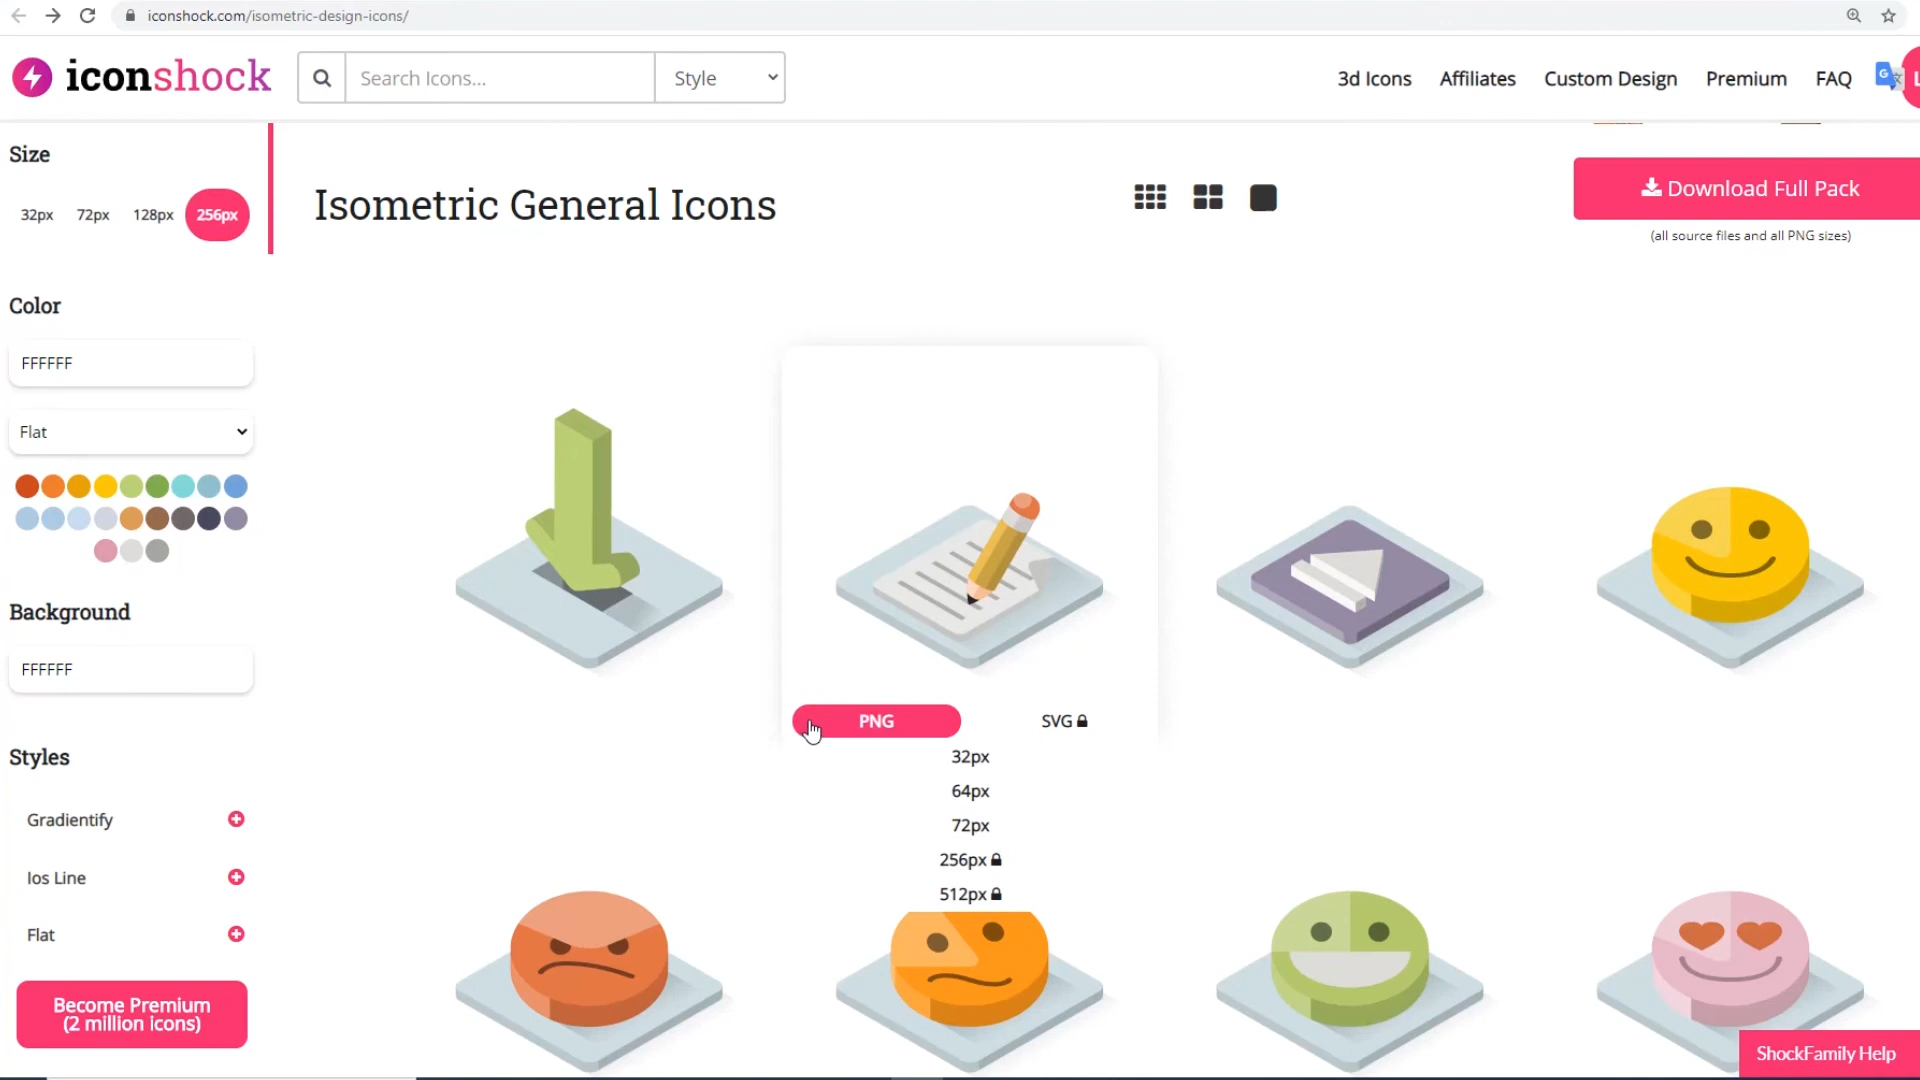 iconshock.com/isometric-design-icons/
iconshock
Search Icons...
Style
3d Icons
Affiliates
Custom Design
Premium
FAQ
Size
32px
72px
128px
256px
Isometric General Icons
Download Full Pack
(all source files and all PNG sizes)
Color
FFFFFF
Flat
Background
FFFFFF
PNG
SVG
32px
64px
72px
256px
512px
Styles
Gradientify
Ios Line
Flat
Become Premium
(2 million icons)
ShockFamily Help